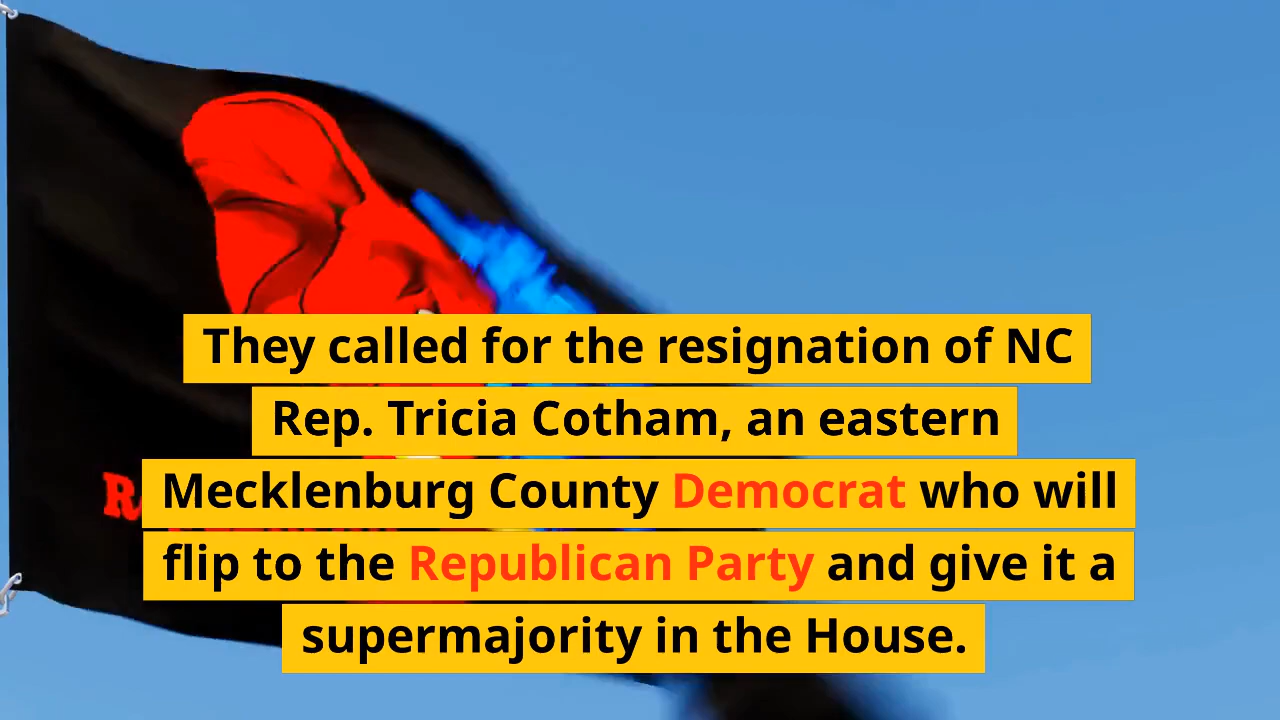 They called for the resignation of NC
Rep. Tricia Cotham, an eastern
Mecklenburg County Democrat who will
flip to the Republican Party and give it a
supermajority in the House.